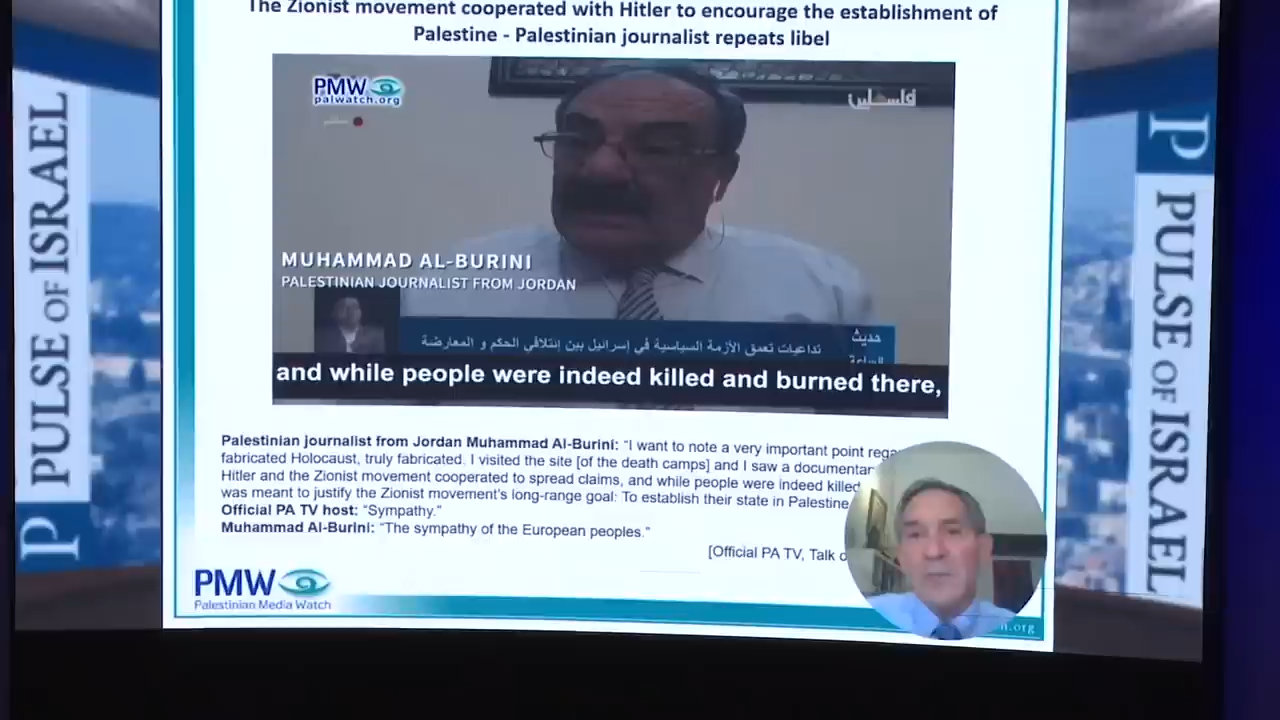 The Zionist movement cooperated with Hitler to encourage the establishment of
Palestine - Palestinian journalist repeats libel
PMW
palwatch.org
فلسطين
مباشر
MUHAMMAD AL-BURINI
PALESTINIAN JOURNALIST FROM JORDAN
حديث
الساعة
تداعيات تعمق الأزمة السياسية في إسرائيل بين إئتلافي الحكم و المعارضة
and while people were indeed killed and burned there,
Palestinian journalist from Jordan Muhammad Al-Burini: "I want to note a very important point rega
fabricated Holocaust, truly fabricated. I visited the site [of the death camps] and I saw a documentar
Hitler and the Zionist movement cooperated to spread claims, and while people were indeed killed
was meant to justify the Zionist movement's long-range goal: To establish their state in Palestine
Official PA TV host: "Sympathy."
Muhammad Al-Burini: "The sympathy of the European peoples."
[Official PA TV, Talk o
PMW
Palestinian Media Watch
h.org
P PULSE OF ISRAEL
P PULSE OF ISRAEL